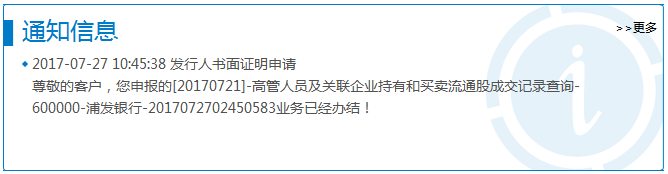 通知信息
>>更多
2017-07-27 10:45:38 发行人书面证明申请
尊敬的客户，您申报的[20170721]-高管人员及关联企业持有和买卖流通股成交记录查询-
600000-浦发银行-2017072702450583业务已经办结！